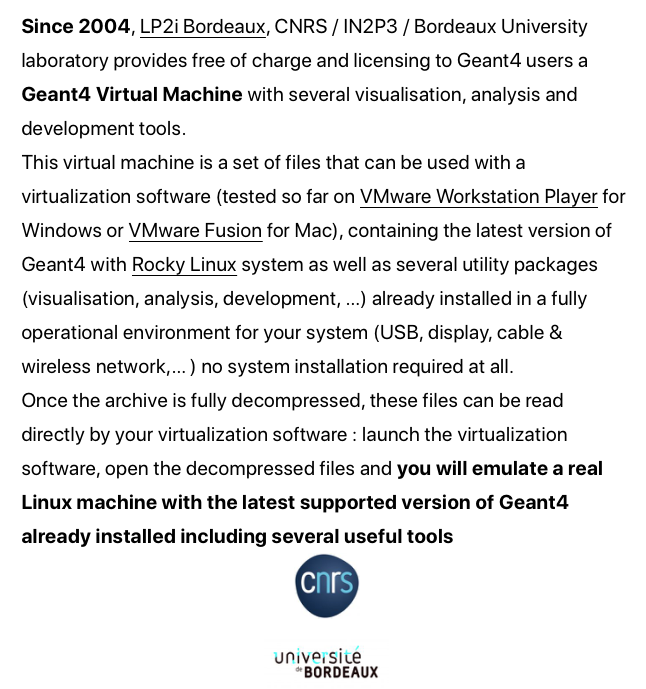 Since 2004, LP2i Bordeaux, CNRS / IN2P3 / Bordeaux University
laboratory provides free of charge and licensing to Geant4 users a
Geant4 Virtual Machine with several visualisation, analysis and
development tools.
This virtual machine is a set of files that can be used with a
virtualization software (tested so far on VMware Workstation Player for
Windows or VMware Fusion for Mac), containing the latest version of
Geant4 with Rocky Linux system as well as several utility packages
(visualisation, analysis, development, ...) already installed in a fully
operational environment for your system (USB, display, cable &
wireless network,... ) no system installation required at all.
Once the archive is fully decompressed, these files can be read
directly by your virtualization software : launch the virtualization
software, open the decompressed files and you will emulate a real
Linux machine with the latest supported version of Geant4
already installed including several useful tools
cnrs
université
de BORDEAUX